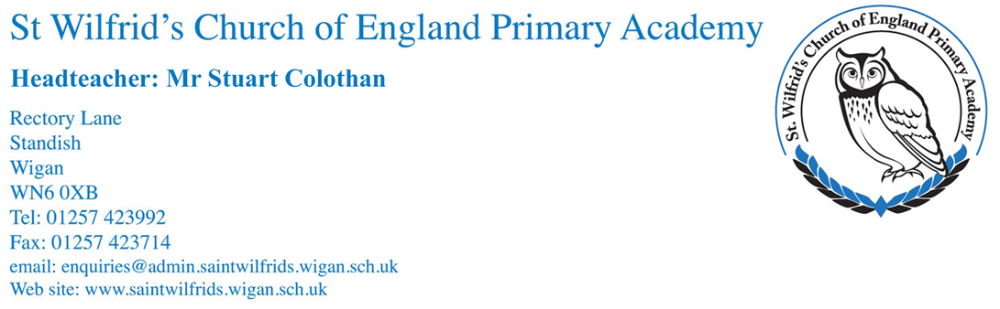 St Wilfrid's Church of England Primary Academy
Headteacher: Mr Stuart Colothan
Rectory Lane
Standish
Wigan
WN6 0XB
Tel: 01257 423992
Fax: 01257 423714
email: enquiries@admin.saintwilfrids.wigan.sch.uk
Web site: www.saintwilfrids.wigan.sch.uk
St. Wilfrid's Church of England Primary Academy